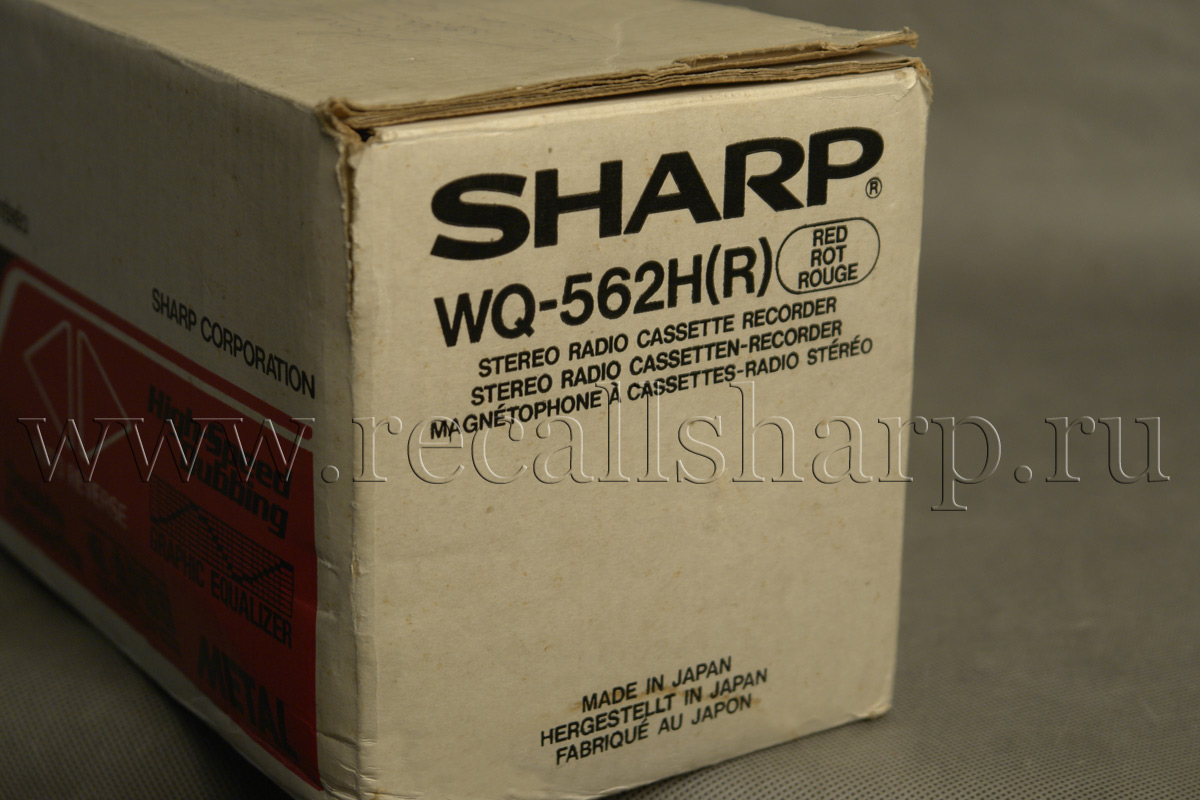 SHARP
®
WQ-562H(R)
RED
ROT
ROUGE
STEREO RADIO CASSETTE RECORDER
STEREO RADIO CASSETTEN-RECORDER
MAGNÉTOPHONE À CASSETTES-RADIO STÉRÉO
MADE IN JAPAN
HERGESTELLT IN JAPAN
FABRIQUÉ AU JAPON
SHARP CORPORATION
High Speed
Dubbing
GRAPHIC EQUALIZER
METAL
www.recallsharp.ru